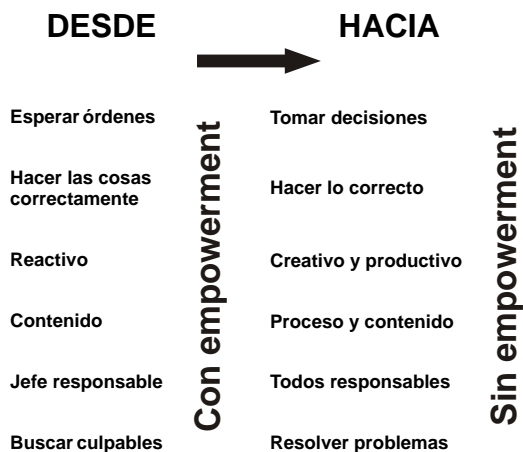 DESDE
HACIA
Esperar órdenes
Tomar decisiones
Hacer las cosas
correctamente
Hacer lo correcto
Reactivo
Creativo y productivo
Contenido
Proceso y contenido
Jefe responsable
Todos responsables
Buscar culpables
Resolver problemas
Con empowerment
Sin empowerment